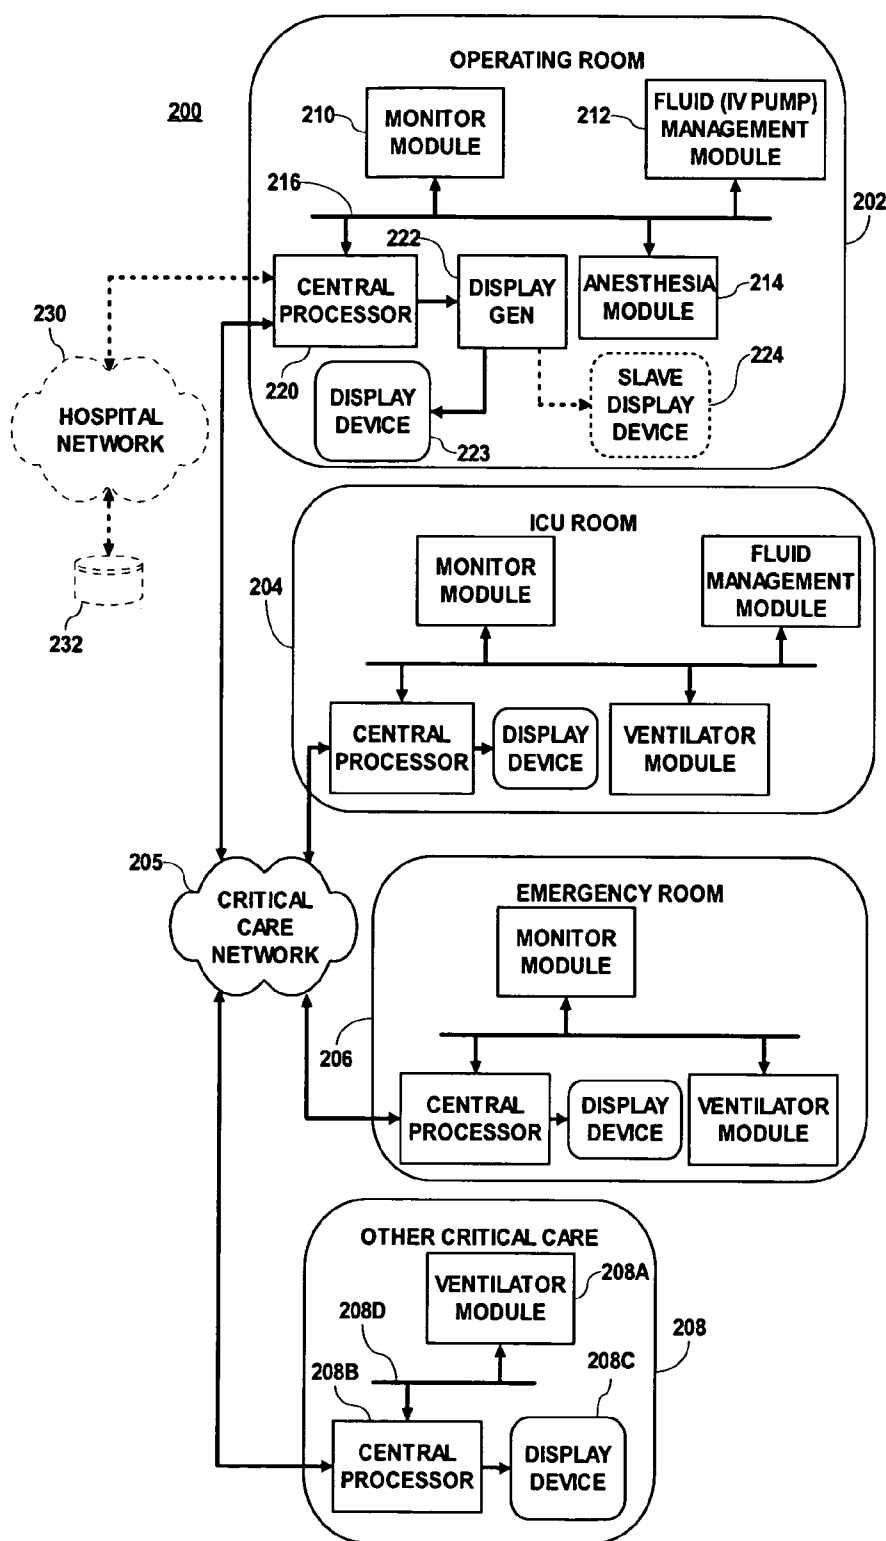 OPERATING ROOM
200
210
MONITOR
MODULE
212
FLUID (IV PUMP)
MANAGEMENT
MODULE
216
202
222
CENTRAL
PROCESSOR
DISPLAY
GEN
ANESTHESIA
MODULE
214
230
220
224
HOSPITAL
NETWORK
DISPLAY
DEVICE
223
SLAVE
DISPLAY
DEVICE
232
ICU ROOM
204
MONITOR
MODULE
FLUID
MANAGEMENT
MODULE
CENTRAL
PROCESSOR
DISPLAY
DEVICE
VENTILATOR
MODULE
205
CRITICAL
CARE
NETWORK
EMERGENCY ROOM
MONITOR
MODULE
206
CENTRAL
PROCESSOR
DISPLAY
DEVICE
VENTILATOR
MODULE
OTHER CRITICAL CARE
VENTILATOR
MODULE
208A
208D
208
208B
208C
CENTRAL
PROCESSOR
DISPLAY
DEVICE